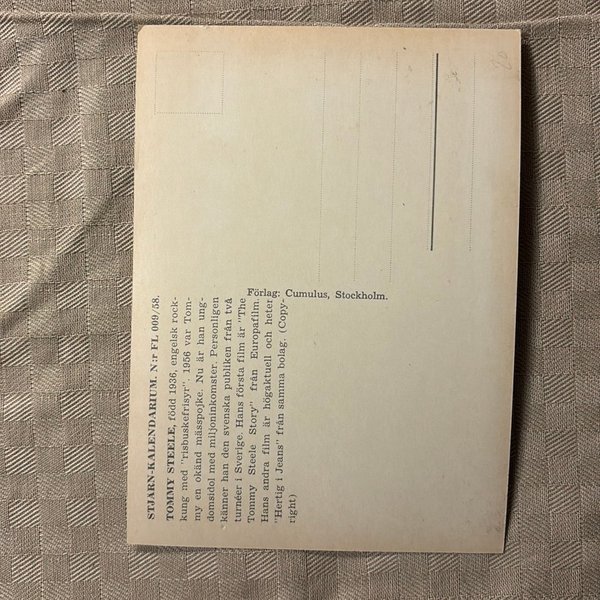 STJÄRN-KALENDARIUM. N:r FL 009/58.
TOMMY STEELE, född 1936, engelsk rock-
kung med "risbuskefrisyr". 1956 var Tom-
my en okänd mässpojke. Nu är han ung-
domsidol med miljoninkomster. Personligen
känner han den svenska publiken från två
turnéer i Sverige. Hans första film är "The
Tommy Steele Story" från Europafilm.
Hans andra film är högaktuell och heter
"Hertig i Jeans" från samma bolag. (Copy-
right)
Förlag: Cumulus, Stockholm.